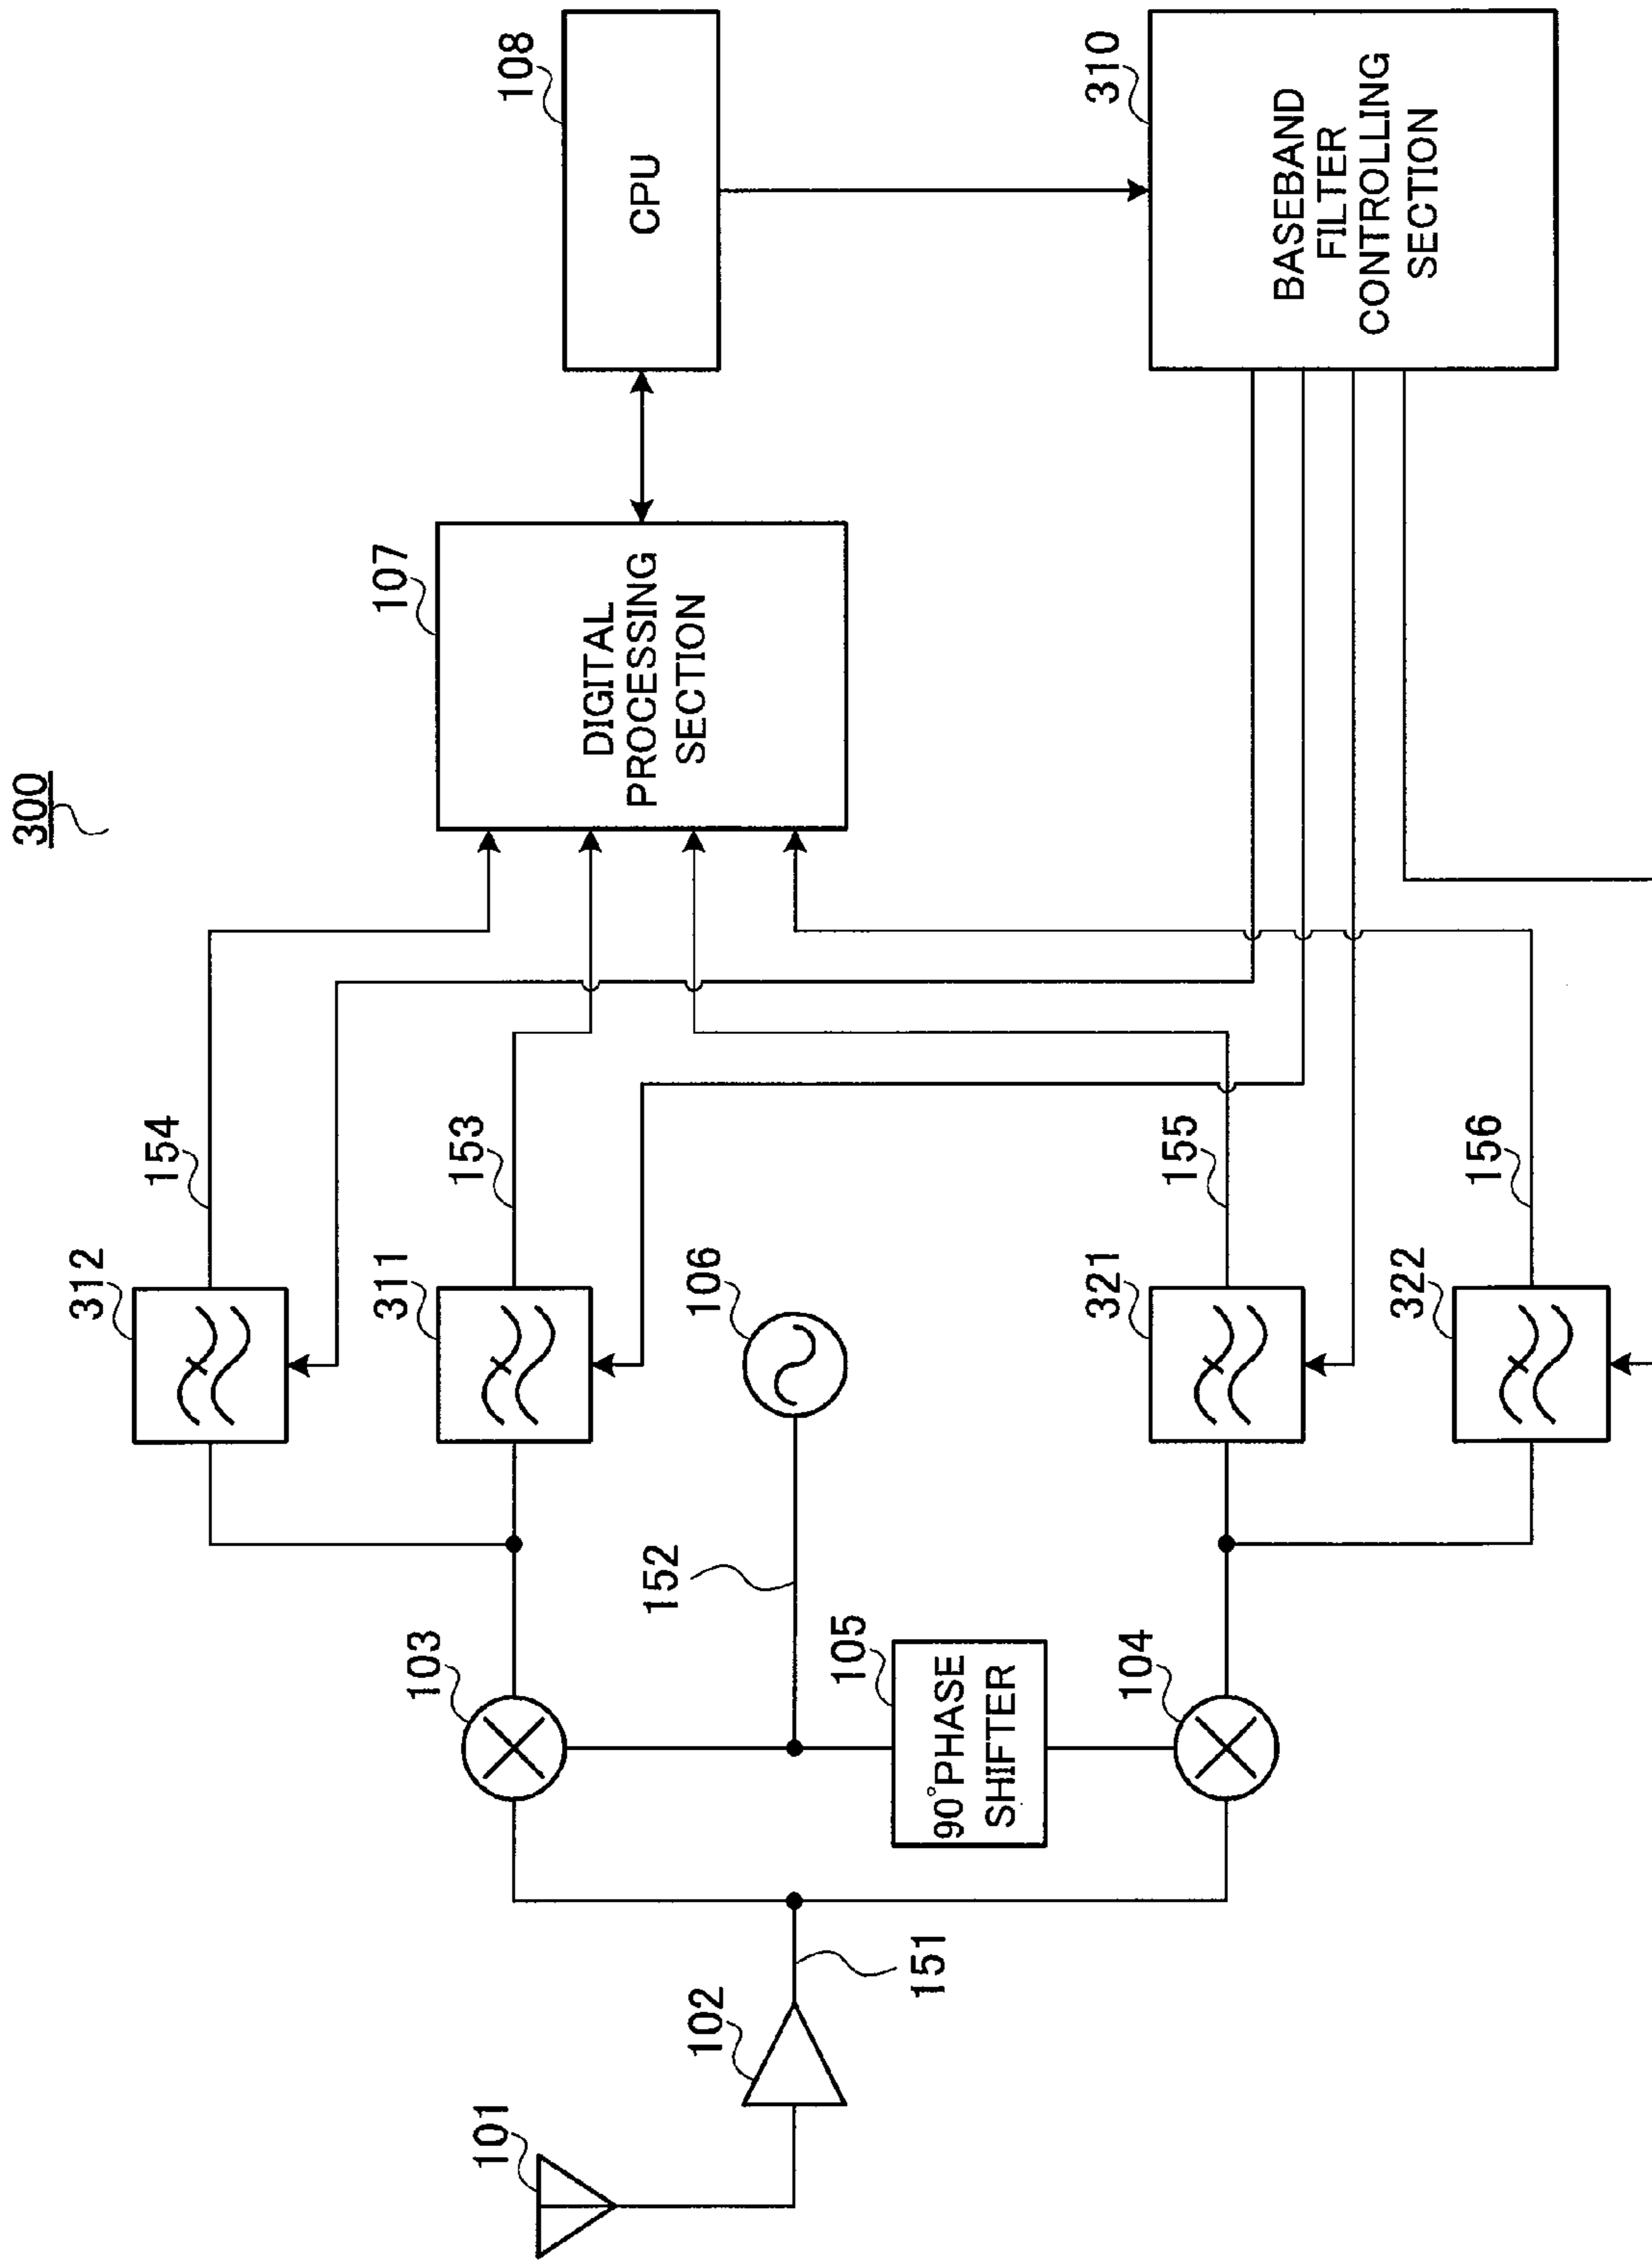 300
101
102
151
103
104
105
90°PHASE
SHIFTER
152
106
312
311
321
322
154
153
155
156
107
DIGITAL
PROCESSING
SECTION
108
CPU
310
BASEBAND
FILTER
CONTROLLING
SECTION